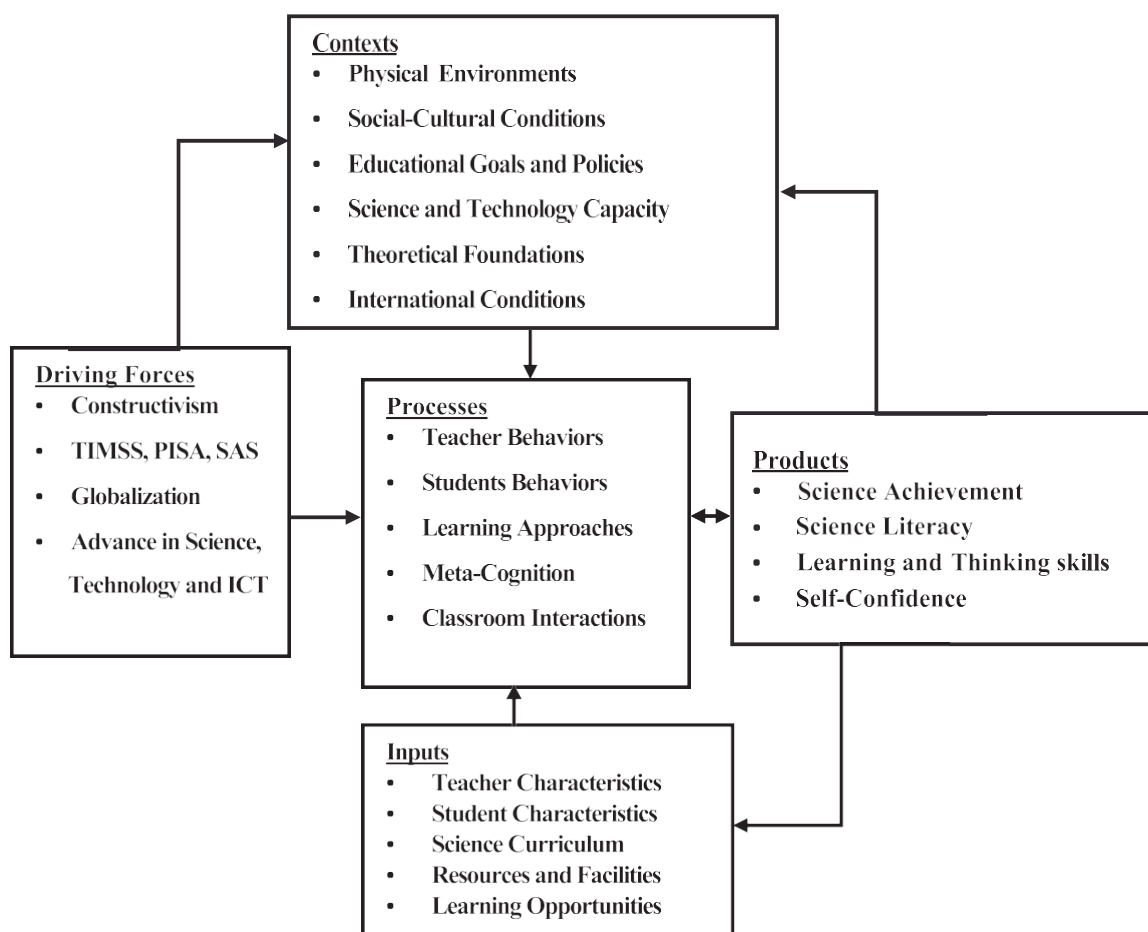 Contexts
• Physical Environments
• Social-Cultural Conditions
• Educational Goals and Policies
• Science and Technology Capacity
• Theoretical Foundations
• International Conditions
Driving Forces
• Constructivism
• TIMSS, PISA, SAS
• Globalization
• Advance in Science,
Technology and ICT
Processes
• Teacher Behaviors
• Students Behaviors
• Learning Approaches
• Meta-Cognition
• Classroom Interactions
Products
• Science Achievement
• Science Literacy
• Learning and Thinking skills
• Self-Confidence
Inputs
• Teacher Characteristics
• Student Characteristics
• Science Curriculum
• Resources and Facilities
• Learning Opportunities